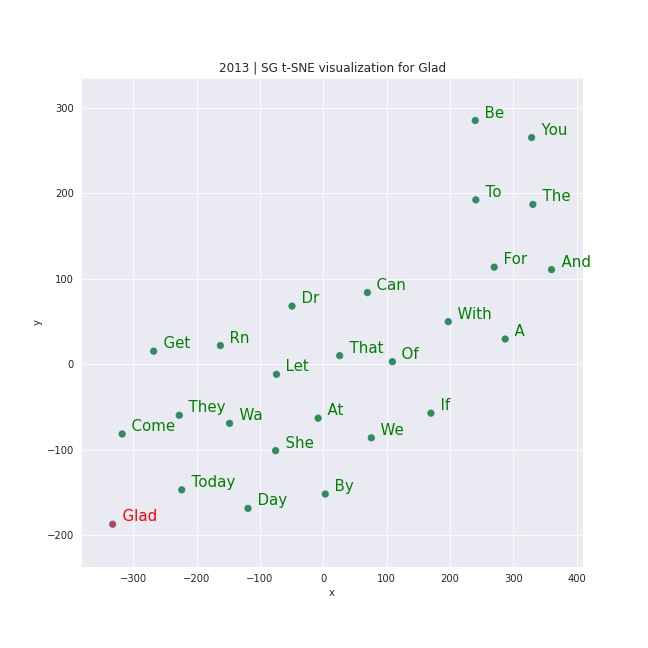 2013 | SG t-SNE visualization for Glad
300
Be
You
200
To
The
For
And
100
Can
Dr
With
A
Rn
Get
That
Of
0
Let
They
If
At
Wa
y
Come
We
She
−100
Today
By
Day
Glad
−200
−300
−200
−100
0
100
200
300
400
x